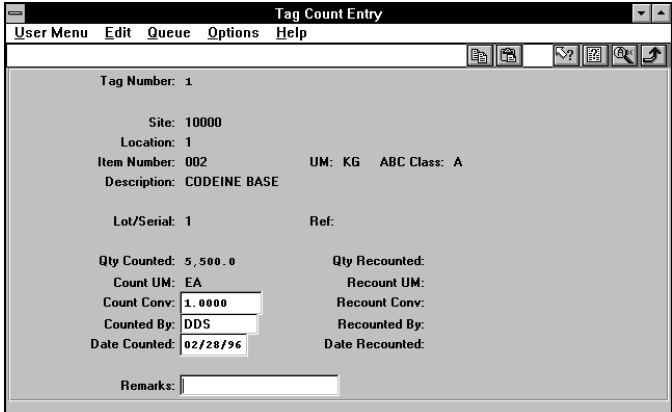 Tag Count Entry
User Menu Edit Queue Options Help
Tag Number: 1
Site: 10000
Location: 1
Item Number: 002 UM: KG ABC Class: A
Description: CODEINE BASE
Lot/Serial: 1 Ref:
Qty Counted: 5,500.0 Qty Recounted:
Count UM: EA Recount UM:
Count Conv: 1.0000 Recount Conv:
Counted By: DDS Recounted By:
Date Counted: 02/28/96 Date Recounted:
Remarks: